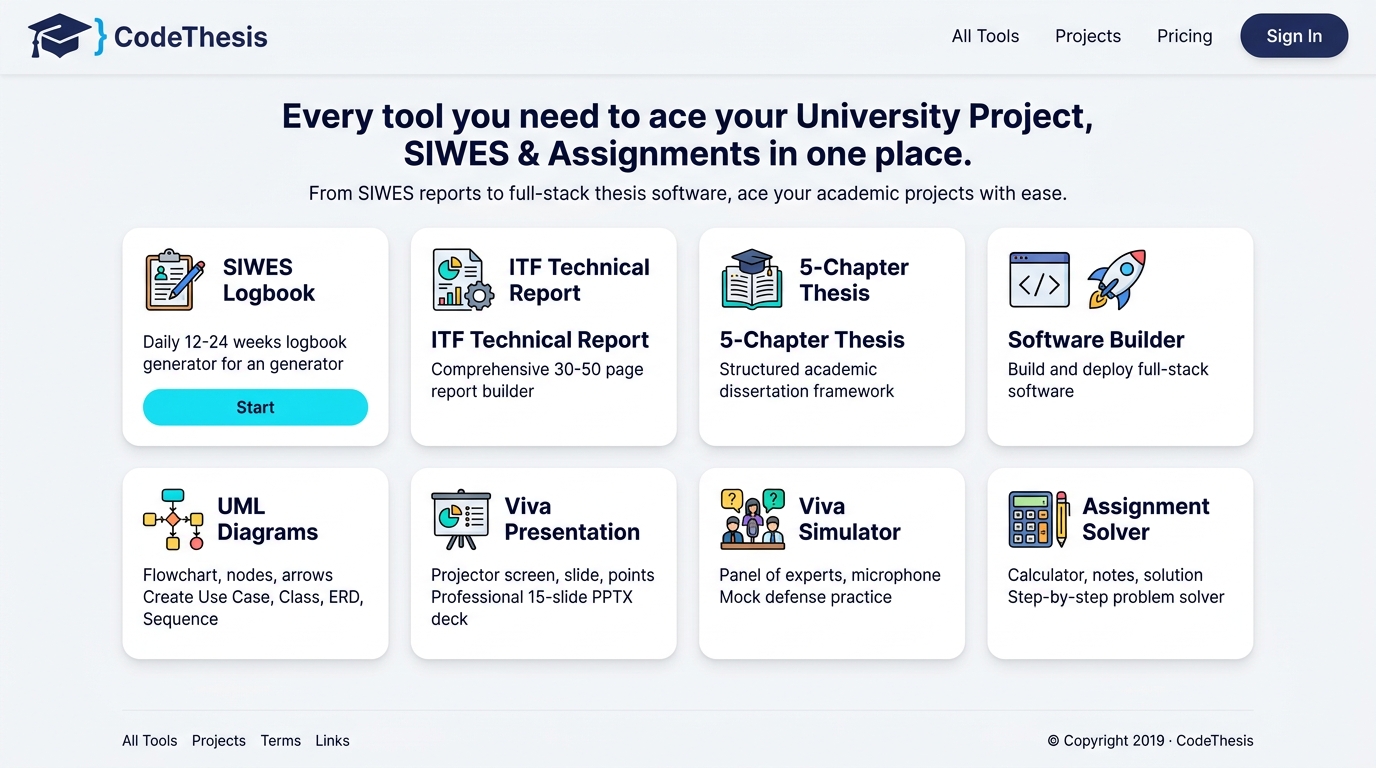 CodeThesis
All Tools
Projects
Pricing
Sign In
Every tool you need to ace your University Project,
SIWES & Assignments in one place.
From SIWES reports to full-stack thesis software, ace your academic projects with ease.
SIWES
Logbook
Daily 12-24 weeks logbook
generator for an generator
Start
ITF Technical
Report
ITF Technical Report
Comprehensive 30-50 page
report builder
5-Chapter
Thesis
5-Chapter Thesis
Structured academic
dissertation framework
</>
Software Builder
Build and deploy full-stack
software
UML
Diagrams
Flowchart, nodes, arrows
Create Use Case, Class, ERD,
Sequence
Viva
Presentation
Projector screen, slide, points
Professional 15-slide PPTX
deck
? ?
Viva
Simulator
Panel of experts, microphone
Mock defense practice
Assignment
Solver
Calculator, notes, solution
Step-by-step problem solver
All Tools
Projects
Terms
Links
© Copyright 2019 · CodeThesis